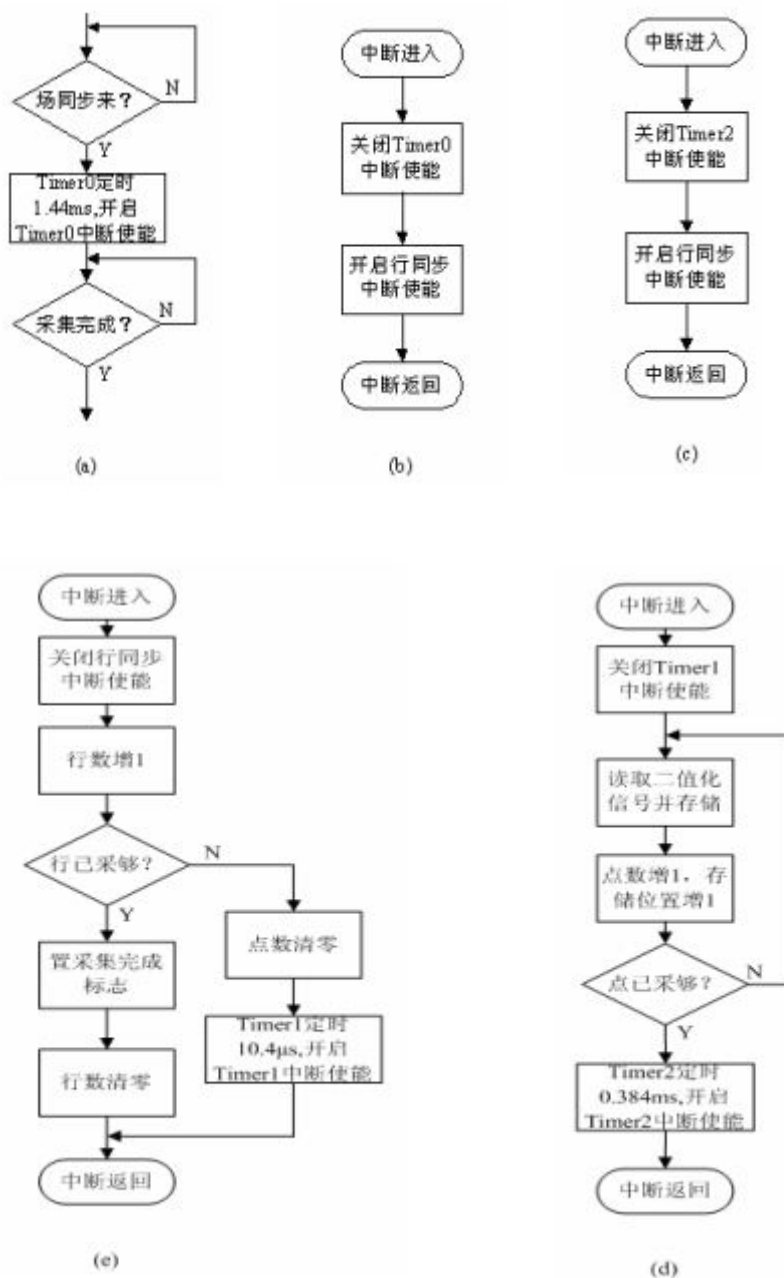 场同步来？
N
Y
Timer0定时
1.44ms,开启
Timer0中断使能
采集完成？
N
Y
(a)
中断进入
关闭Timer0
中断使能
开启行同步
中断使能
中断返回
(b)
中断进入
关闭Timer2
中断使能
开启行同步
中断使能
中断返回
(c)
中断进入
关闭行同步
中断使能
行数增1
行已采够？
N
Y
置采集完成
标志
行数清零
点数清零
Timer1定时
10.4μs,开启
Timer1中断使能
中断返回
(e)
中断进入
关闭Timer1
中断使能
读取二值化
信号并存储
点数增1，存
储位置增1
点已采够？
N
Y
Timer2定时
0.384ms,开启
Timer2中断使能
中断返回
(d)